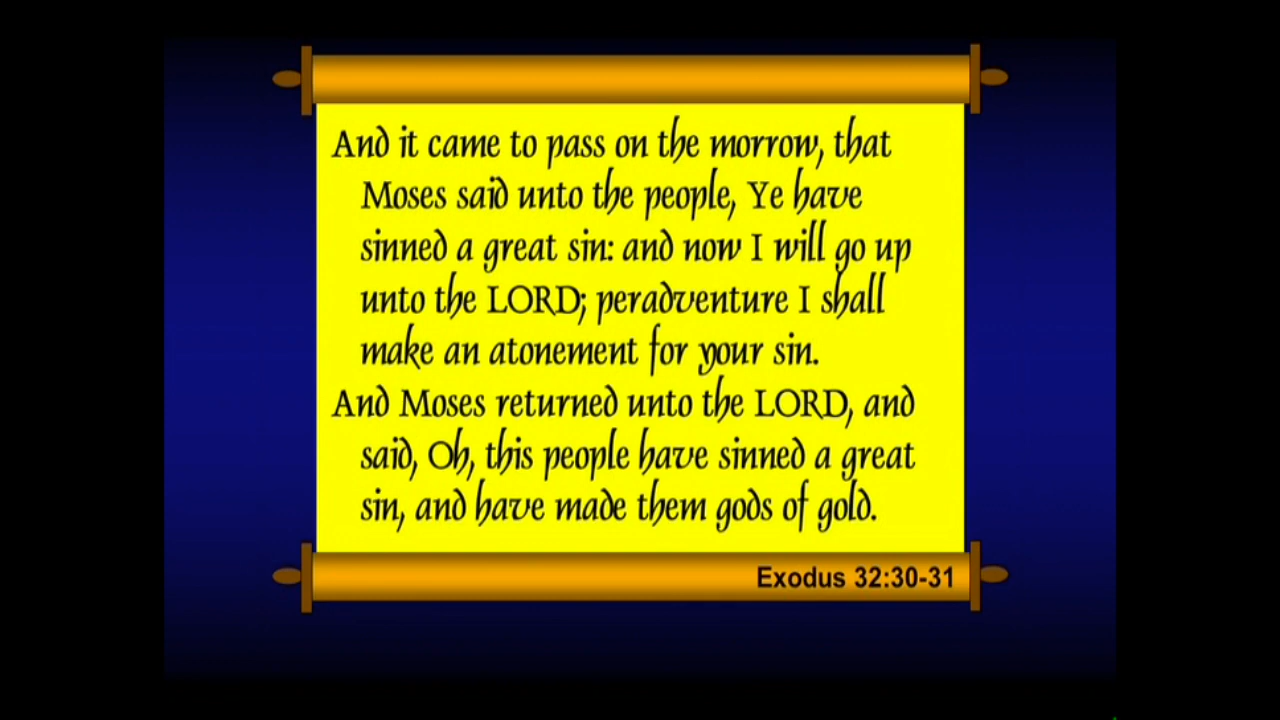 And it came to pass on the morrow, that
Moses said unto the people, Ye have
sinned a great sin: and now I will go up
unto the LORD; peradventure I shall
make an atonement for your sin.
And Moses returned unto the LORD, and
said, Oh, this people have sinned a great
sin, and have made them gods of gold.
Exodus 32:30-31